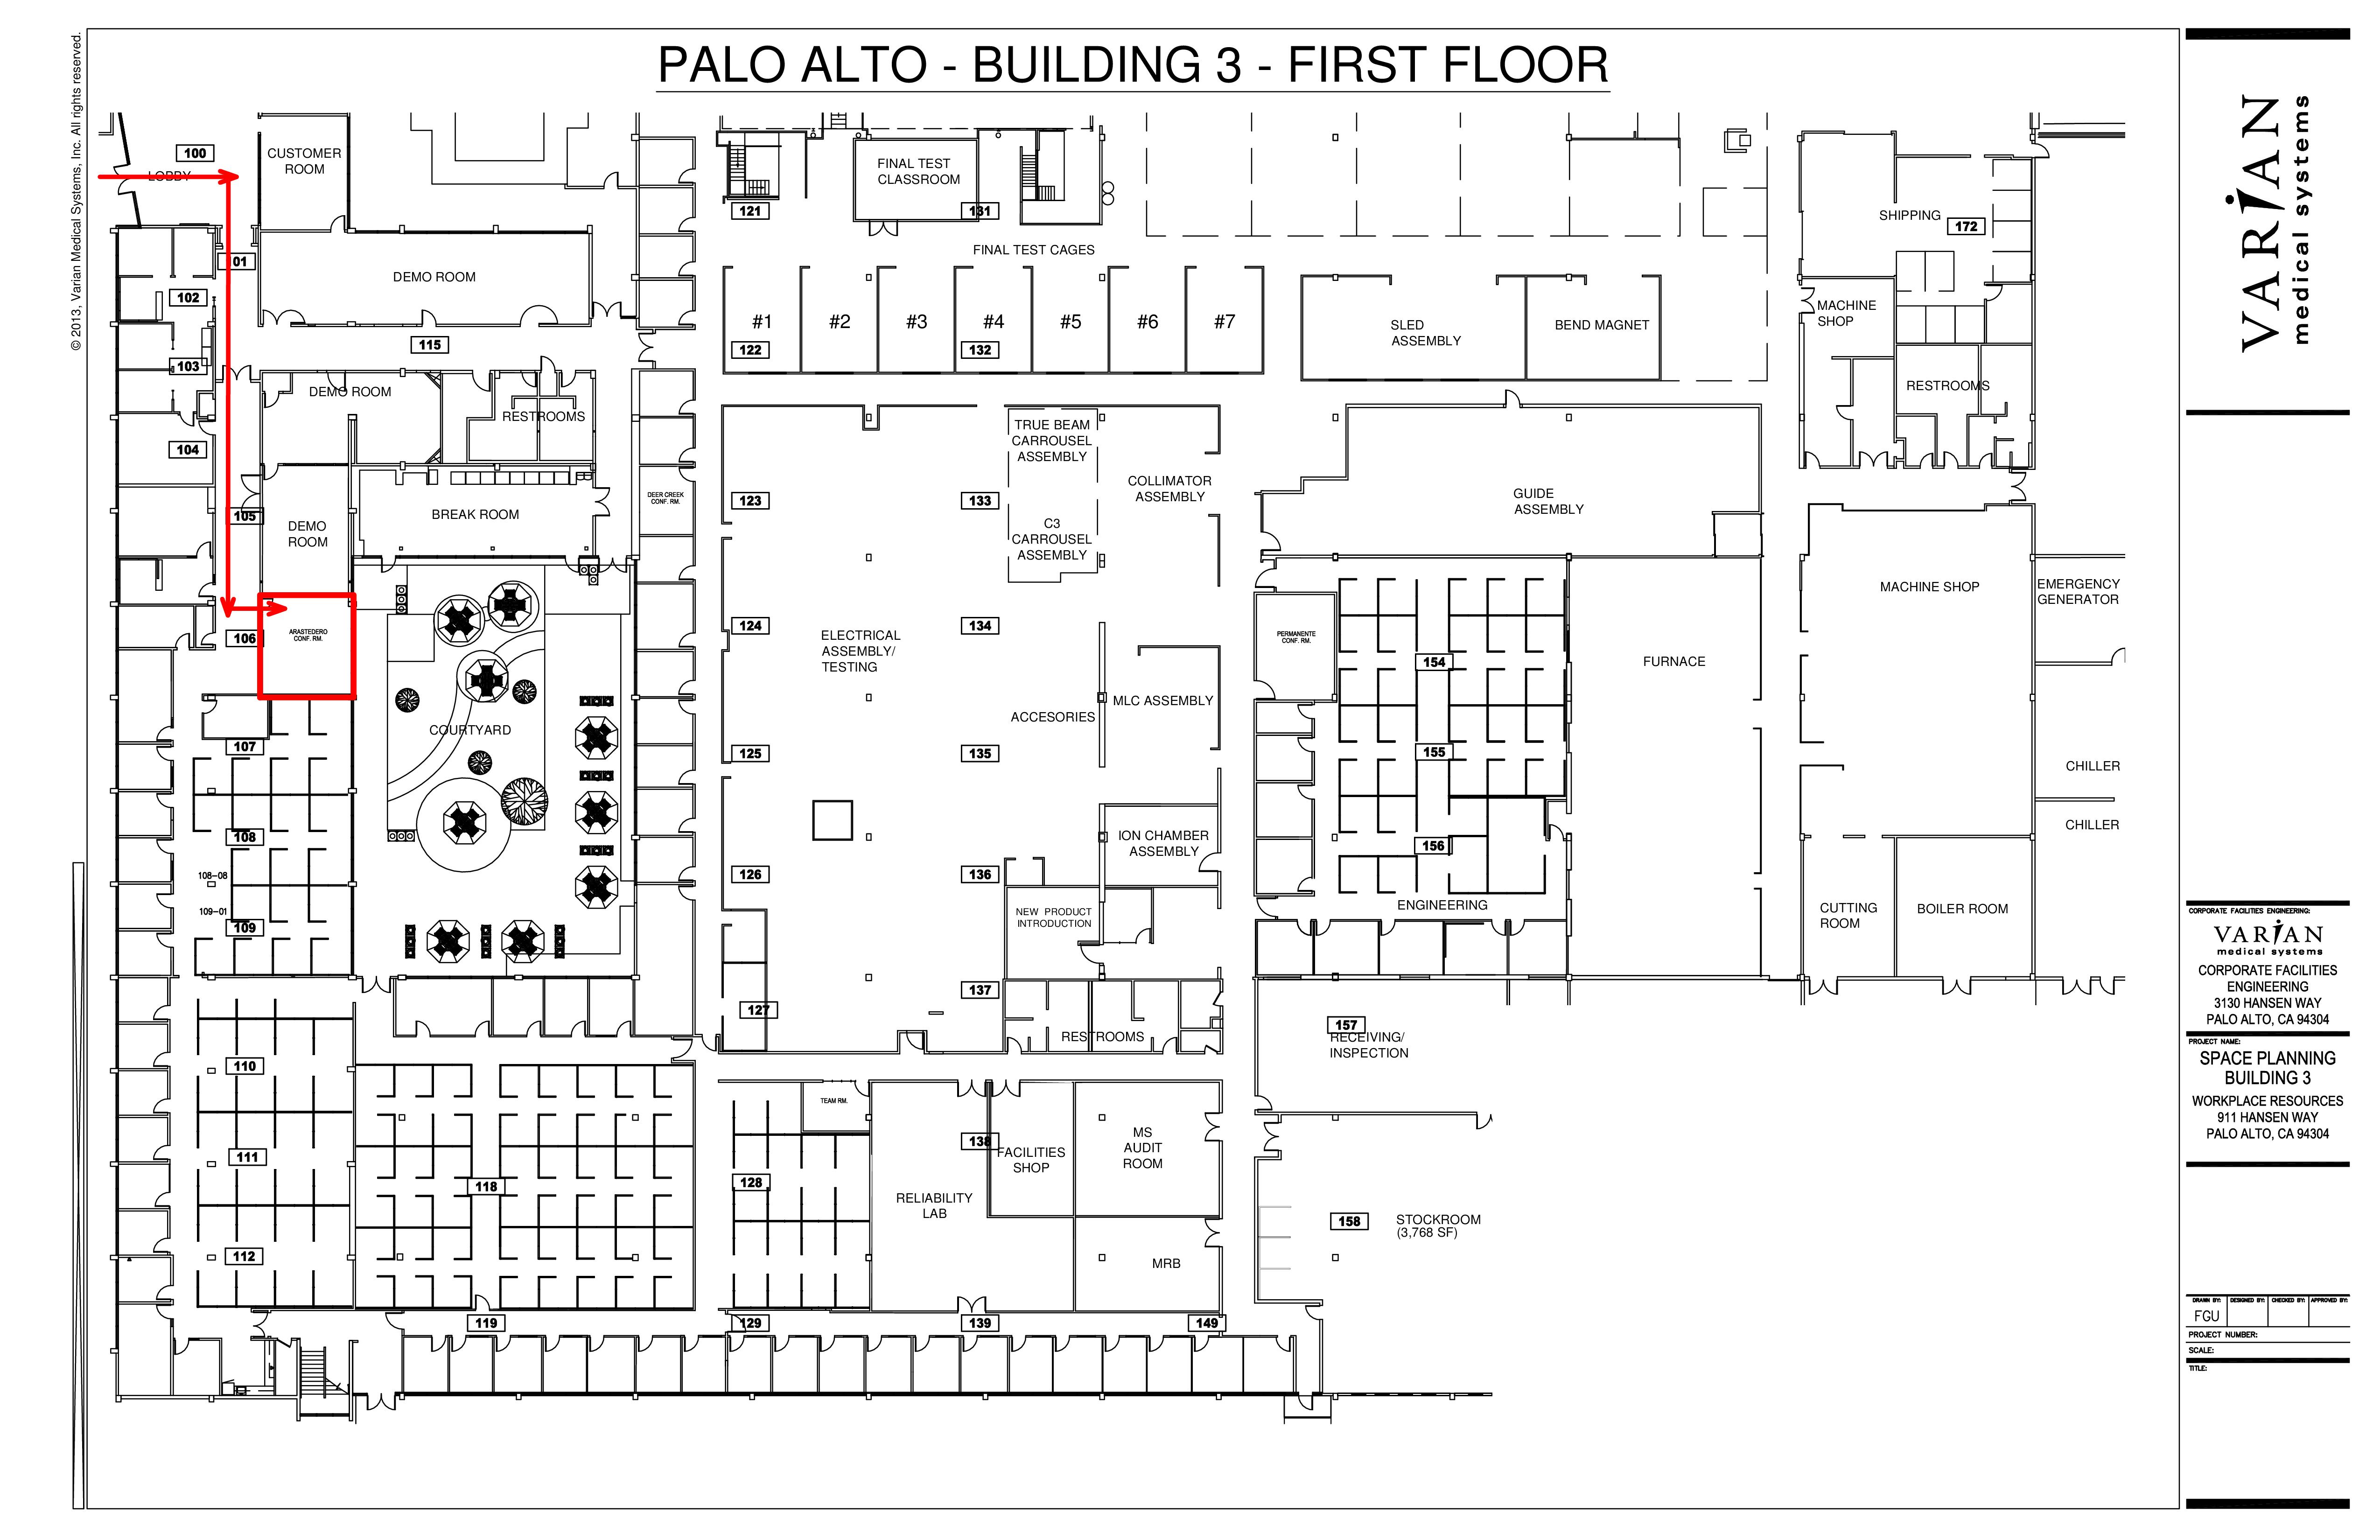 PALO ALTO - BUILDING 3 - FIRST FLOOR
© 2013, Varian Medical Systems, Inc. All rights reserved.
100
LOBBY
CUSTOMER
ROOM
01
102
103
104
105
106
DEMO ROOM
115
DEMO ROOM
RESTROOMS
DEMO
ROOM
BREAK ROOM
DEER CREEK
CONF. RM.
ARASTEDERO
CONF. RM.
COURTYARD
107
108
108-08
109-01
109
110
111
112
118
119
121
FINAL TEST
CLASSROOM
131
FINAL TEST CAGES
#1
#2
#3
#4
#5
#6
#7
122
132
SLED
ASSEMBLY
BEND MAGNET
123
133
TRUE BEAM
CARROUSEL
ASSEMBLY
C3
CARROUSEL
ASSEMBLY
COLLIMATOR
ASSEMBLY
124
134
ELECTRICAL
ASSEMBLY/
TESTING
ACCESORIES
MLC ASSEMBLY
125
135
ION CHAMBER
ASSEMBLY
126
136
NEW PRODUCT
INTRODUCTION
127
137
RESTROOMS
TEAM RM.
128
138
FACILITIES
SHOP
MS
AUDIT
ROOM
RELIABILITY
LAB
MRB
129
139
149
GUIDE
ASSEMBLY
PERMANENTE
CONF. RM.
154
155
156
ENGINEERING
FURNACE
157
RECEIVING/
INSPECTION
158
STOCKROOM
(3,768 SF)
SHIPPING
172
MACHINE
SHOP
RESTROOMS
MACHINE SHOP
EMERGENCY
GENERATOR
CHILLER
CHILLER
CUTTING
ROOM
BOILER ROOM
VARIAN
medical systems
CORPORATE FACILITIES ENGINEERING:
VARIAN
medical systems
CORPORATE FACILITIES
ENGINEERING
3130 HANSEN WAY
PALO ALTO, CA 94304
PROJECT NAME:
SPACE PLANNING
BUILDING 3
WORKPLACE RESOURCES
911 HANSEN WAY
PALO ALTO, CA 94304
DRAWN BY: DESIGNED BY: CHECKED BY: APPROVED BY:
FGU
PROJECT NUMBER:
SCALE:
TITLE: